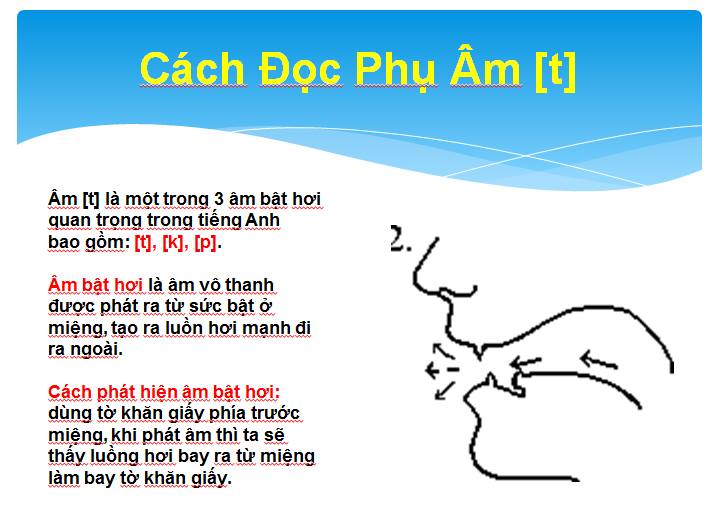 Cách Đọc Phụ Âm [t]
Âm [t] là một trong 3 âm bật hơi
quan trọng trong tiếng Anh
bao gồm: [t], [k], [p].
Âm bật hơi là âm vô thanh
được phát ra từ sức bật ở
miệng, tạo ra luồn hơi mạnh đi
ra ngoài.
Cách phát hiện âm bật hơi:
dùng tờ khăn giấy phía trước
miệng, khi phát âm thì ta sẽ
thấy luồng hơi bay ra từ miệng
làm bay tờ khăn giấy.
2.